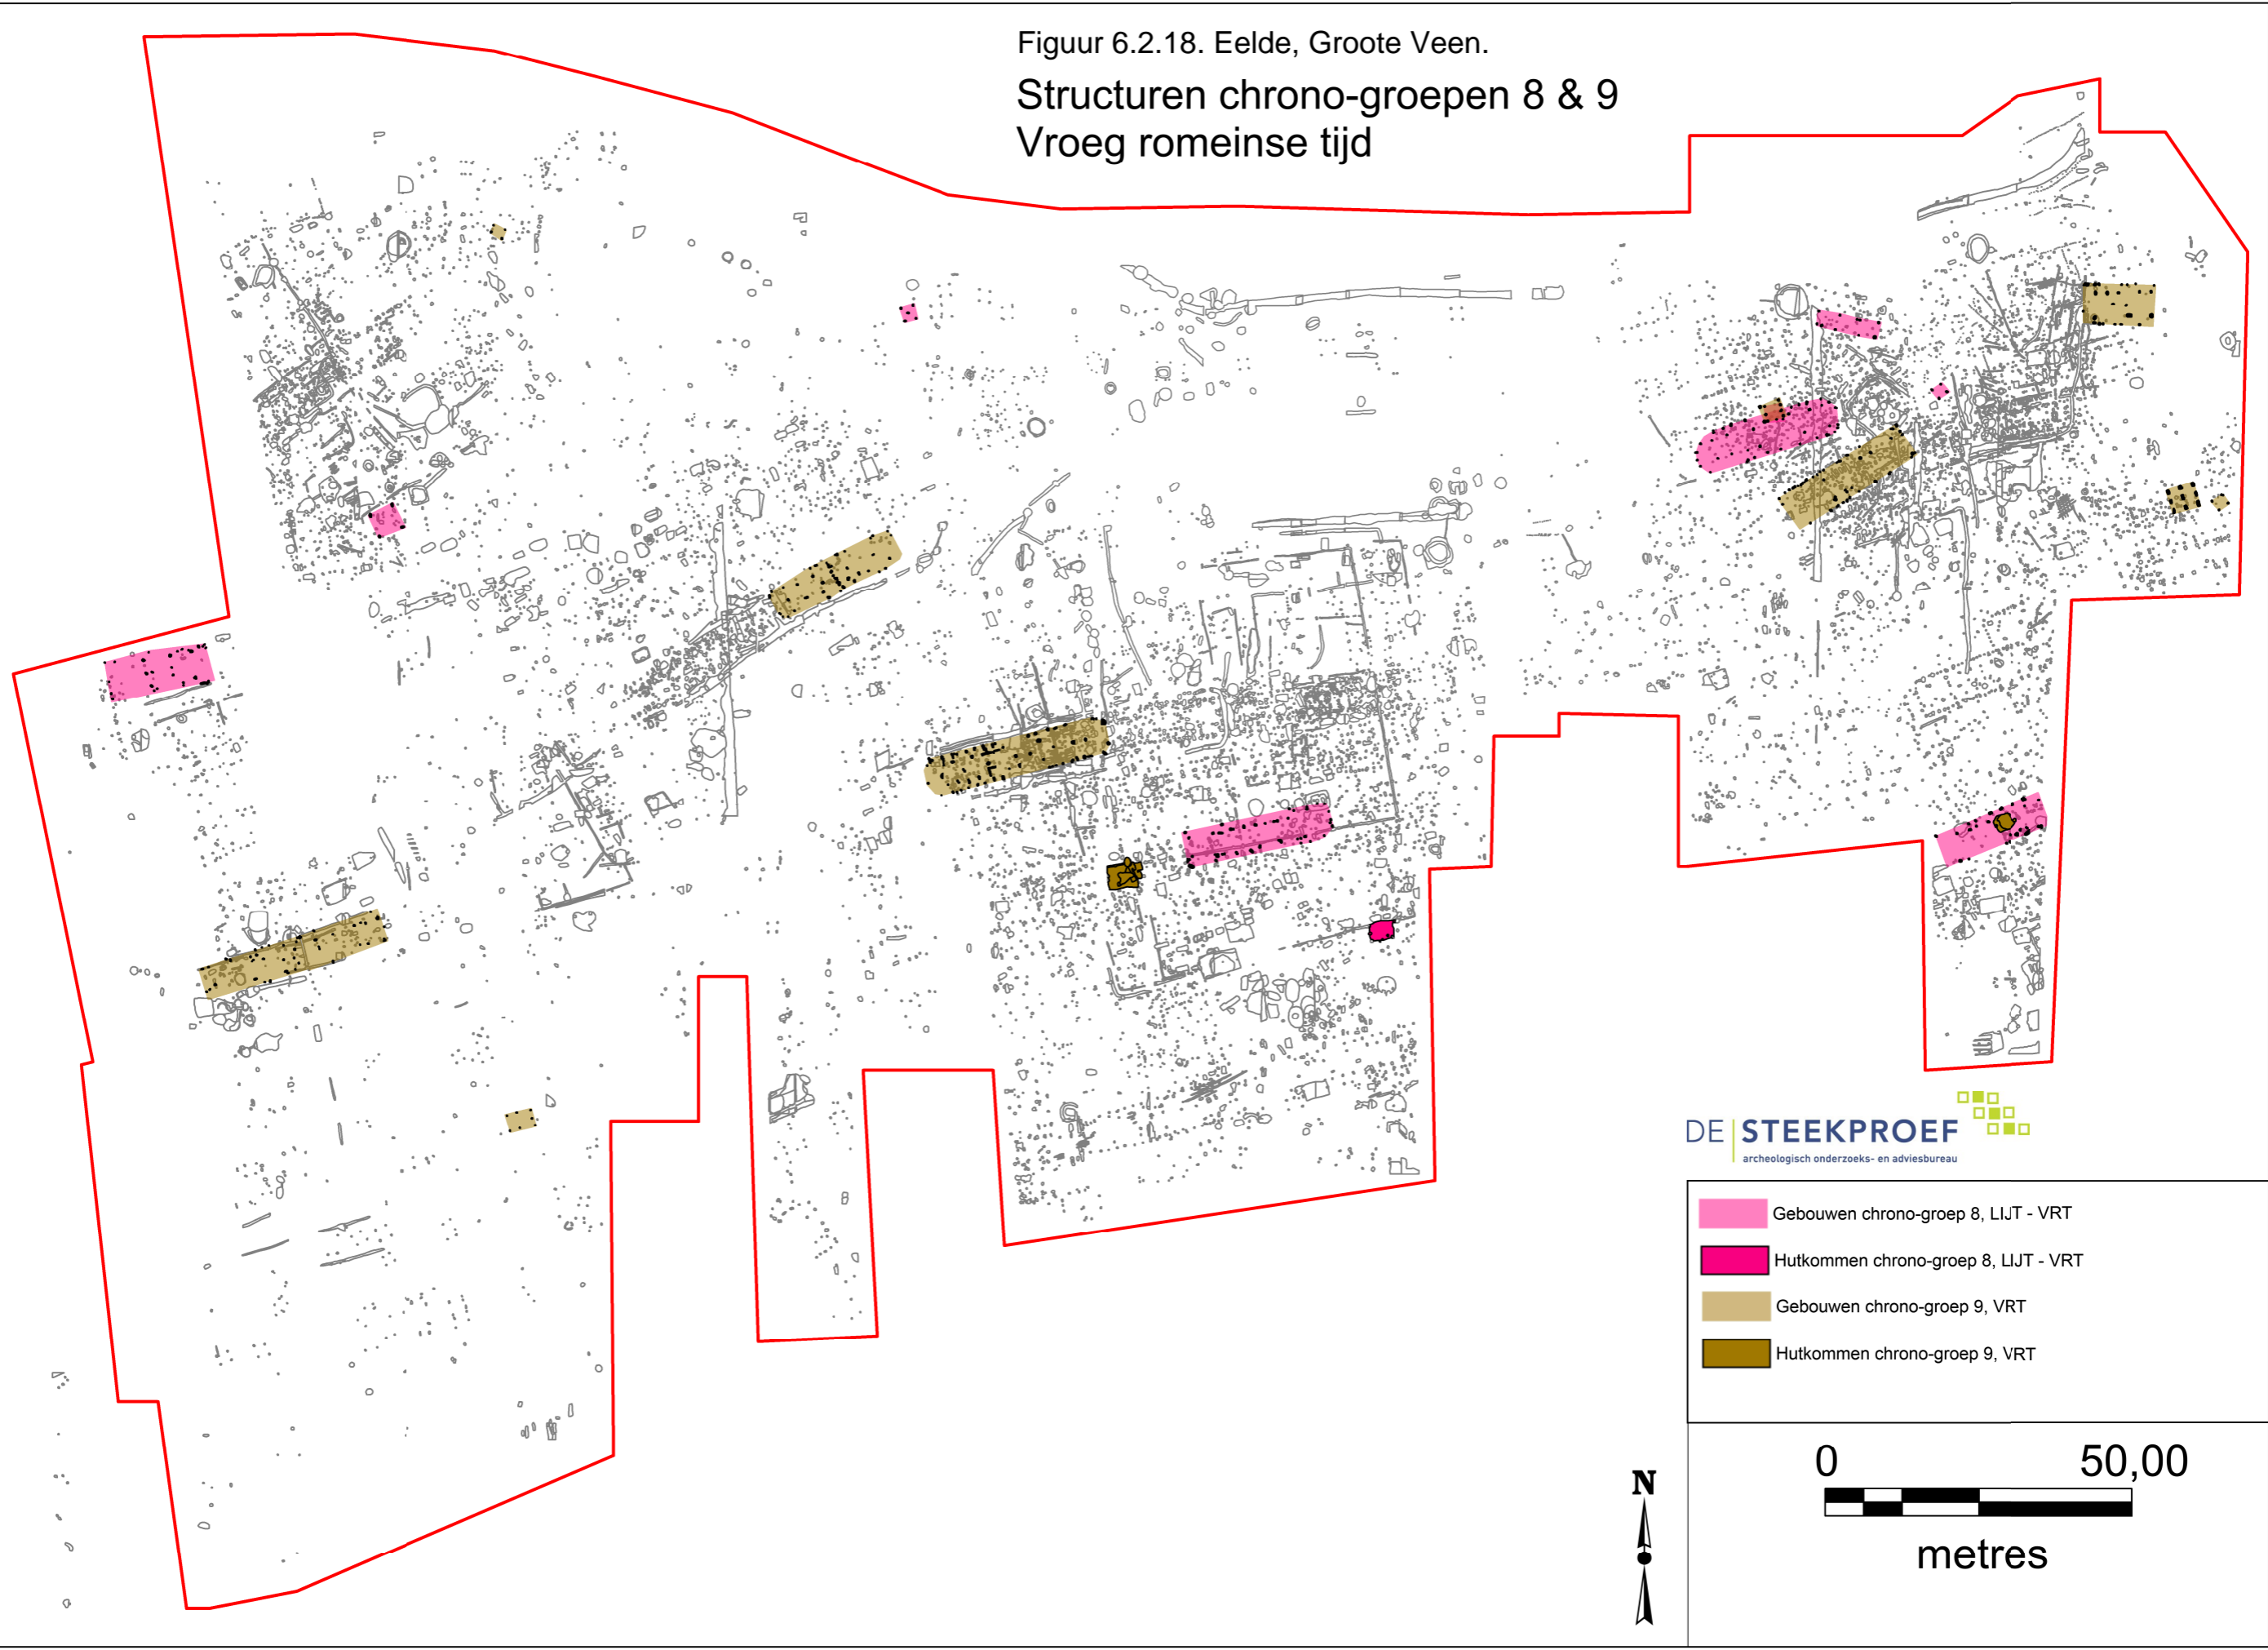 Figuur 6.2.18. Eelde, Groote Veen.
Structuren chrono-groepen 8 & 9
Vroeg romeinse tijd
DE STEEKPROEF
archeologisch onderzoeks- en adviesbureau
Gebouwen chrono-groep 8, LIJT - VRT
Hutkommen chrono-groep 8, LIJT - VRT
Gebouwen chrono-groep 9, VRT
Hutkommen chrono-groep 9, VRT
0 50,00
metres
N